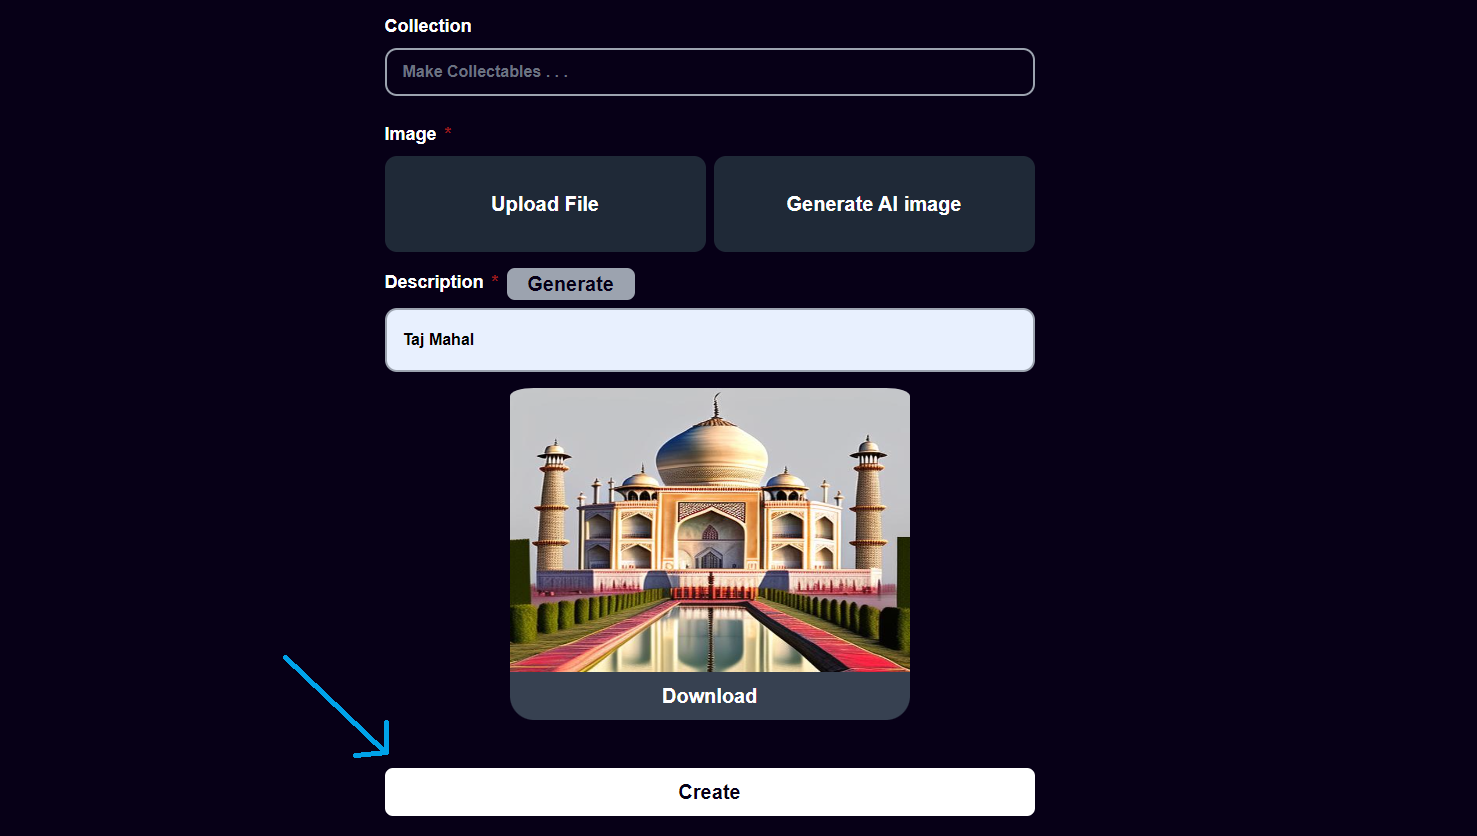 Collection
Make Collectables . . .
Image *
Upload File
Generate AI image
Description * Generate
Taj Mahal
Download
Create